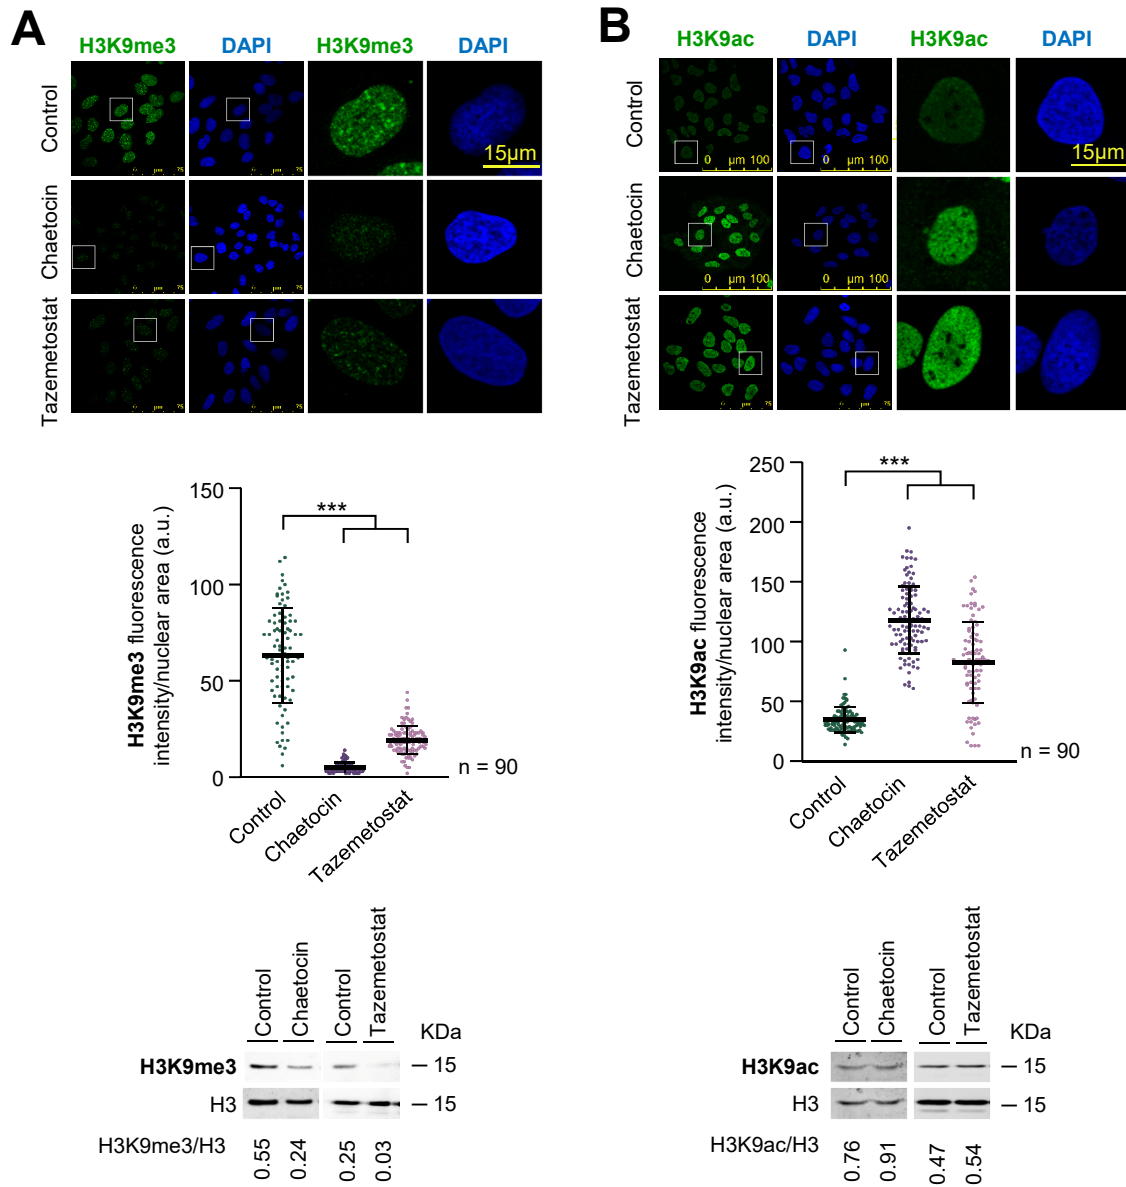 A
H3K9me3 DAPI H3K9me3 DAPI
Control
15µm
Chaetocin
Tazemetostat
150
100
50
0
H3K9me3 fluorescence
intensity/nuclear area (a.u.)
***
n = 90
Control
Chaetocin
Tazemetostat
Control
Chaetocin
Control
Tazemetostat
KDa
H3K9me3
15
H3
15
H3K9me3/H3
0.55
0.24
0.25
0.03
B
H3K9ac DAPI H3K9ac DAPI
Control
0 µm 100
0 µm 100
15µm
Chaetocin
0 µm 100
0 µm 100
Tazemetostat
250
200
150
100
50
0
H3K9ac fluorescence
intensity/nuclear area (a.u.)
***
n = 90
Control
Chaetocin
Tazemetostat
Control
Chaetocin
Control
Tazemetostat
KDa
H3K9ac
15
H3
15
H3K9ac/H3
0.76
0.91
0.47
0.54